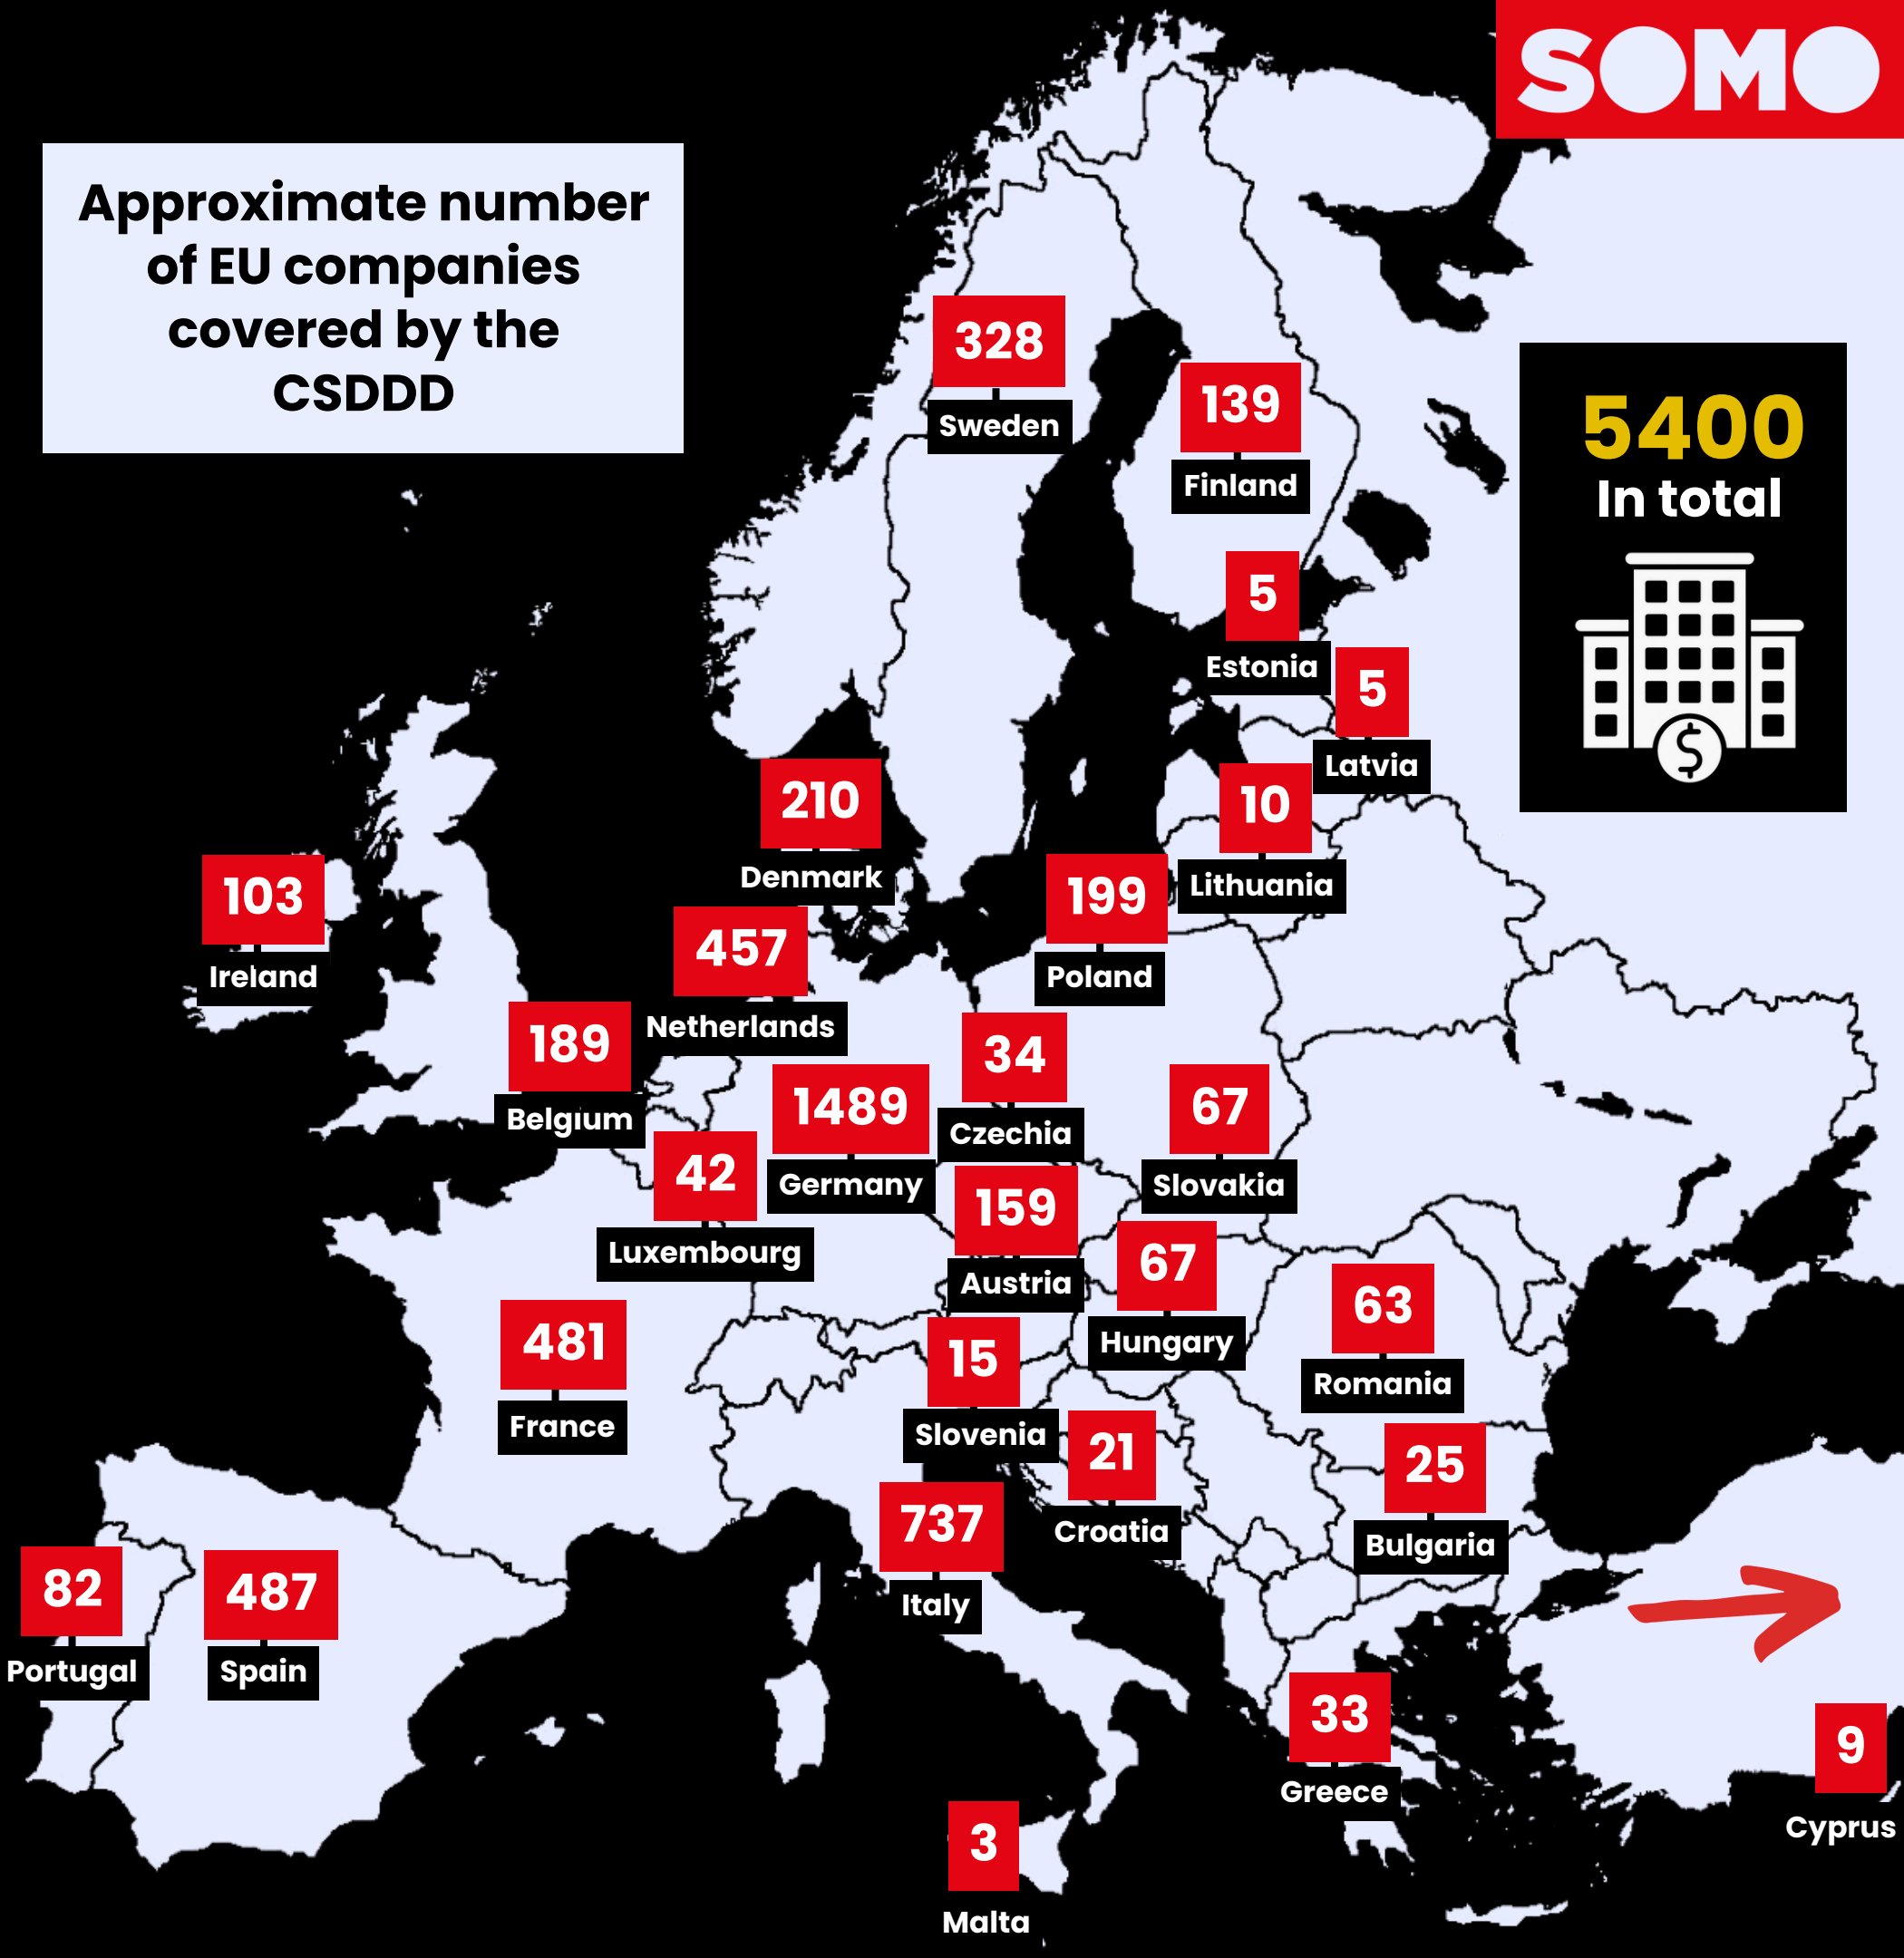 SOMO
Approximate number
of EU companies
covered by the
CSDDD
328
Sweden
139
Finland
5400
In total
$
5
Estonia
5
Latvia
210
Denmark
10
Lithuania
103
Ireland
199
Poland
457
Netherlands
189
Belgium
34
Czechia
1489
Germany
67
Slovakia
42
Luxembourg
159
Austria
67
Hungary
63
Romania
481
France
15
Slovenia
21
Croatia
25
Bulgaria
737
Italy
82
Portugal
487
Spain
33
Greece
9
Cyprus
3
Malta